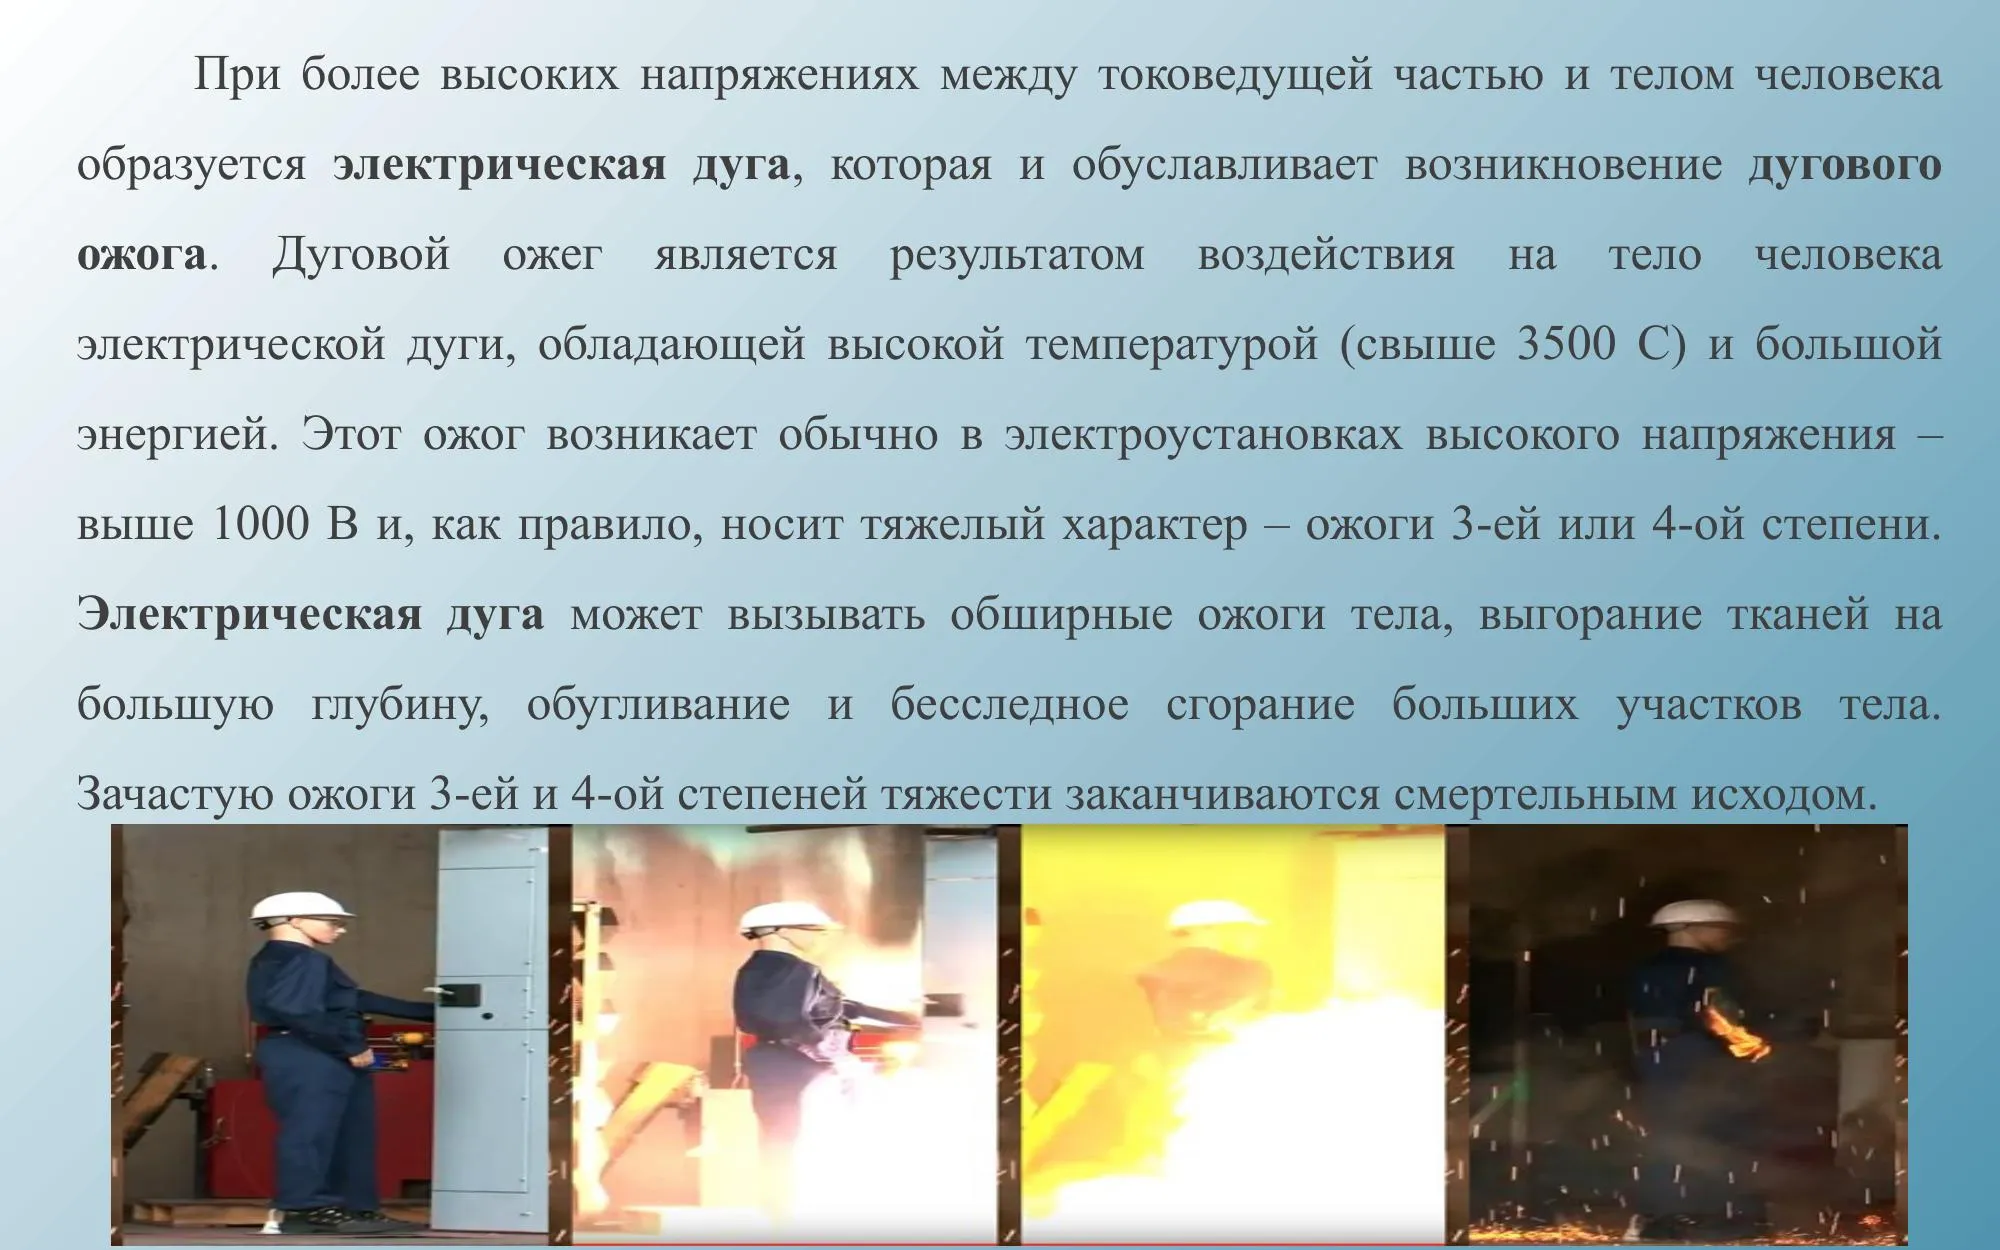 При более высоких напряжениях между токоведущей частью и телом человека
образуется электрическая дуга, которая и обуславливает возникновение дугового
ожога. Дуговой ожег является результатом воздействия на тело человека
электрической дуги, обладающей высокой температурой (свыше 3500 С) и большой
энергией. Этот ожог возникает обычно в электроустановках высокого напряжения –
выше 1000 В и, как правило, носит тяжелый характер – ожоги 3-ей или 4-ой степени.
Электрическая дуга может вызывать обширные ожоги тела, выгорание тканей на
большую глубину, обугливание и бесследное сгорание больших участков тела.
Зачастую ожоги 3-ей и 4-ой степеней тяжести заканчиваются смертельным исходом.